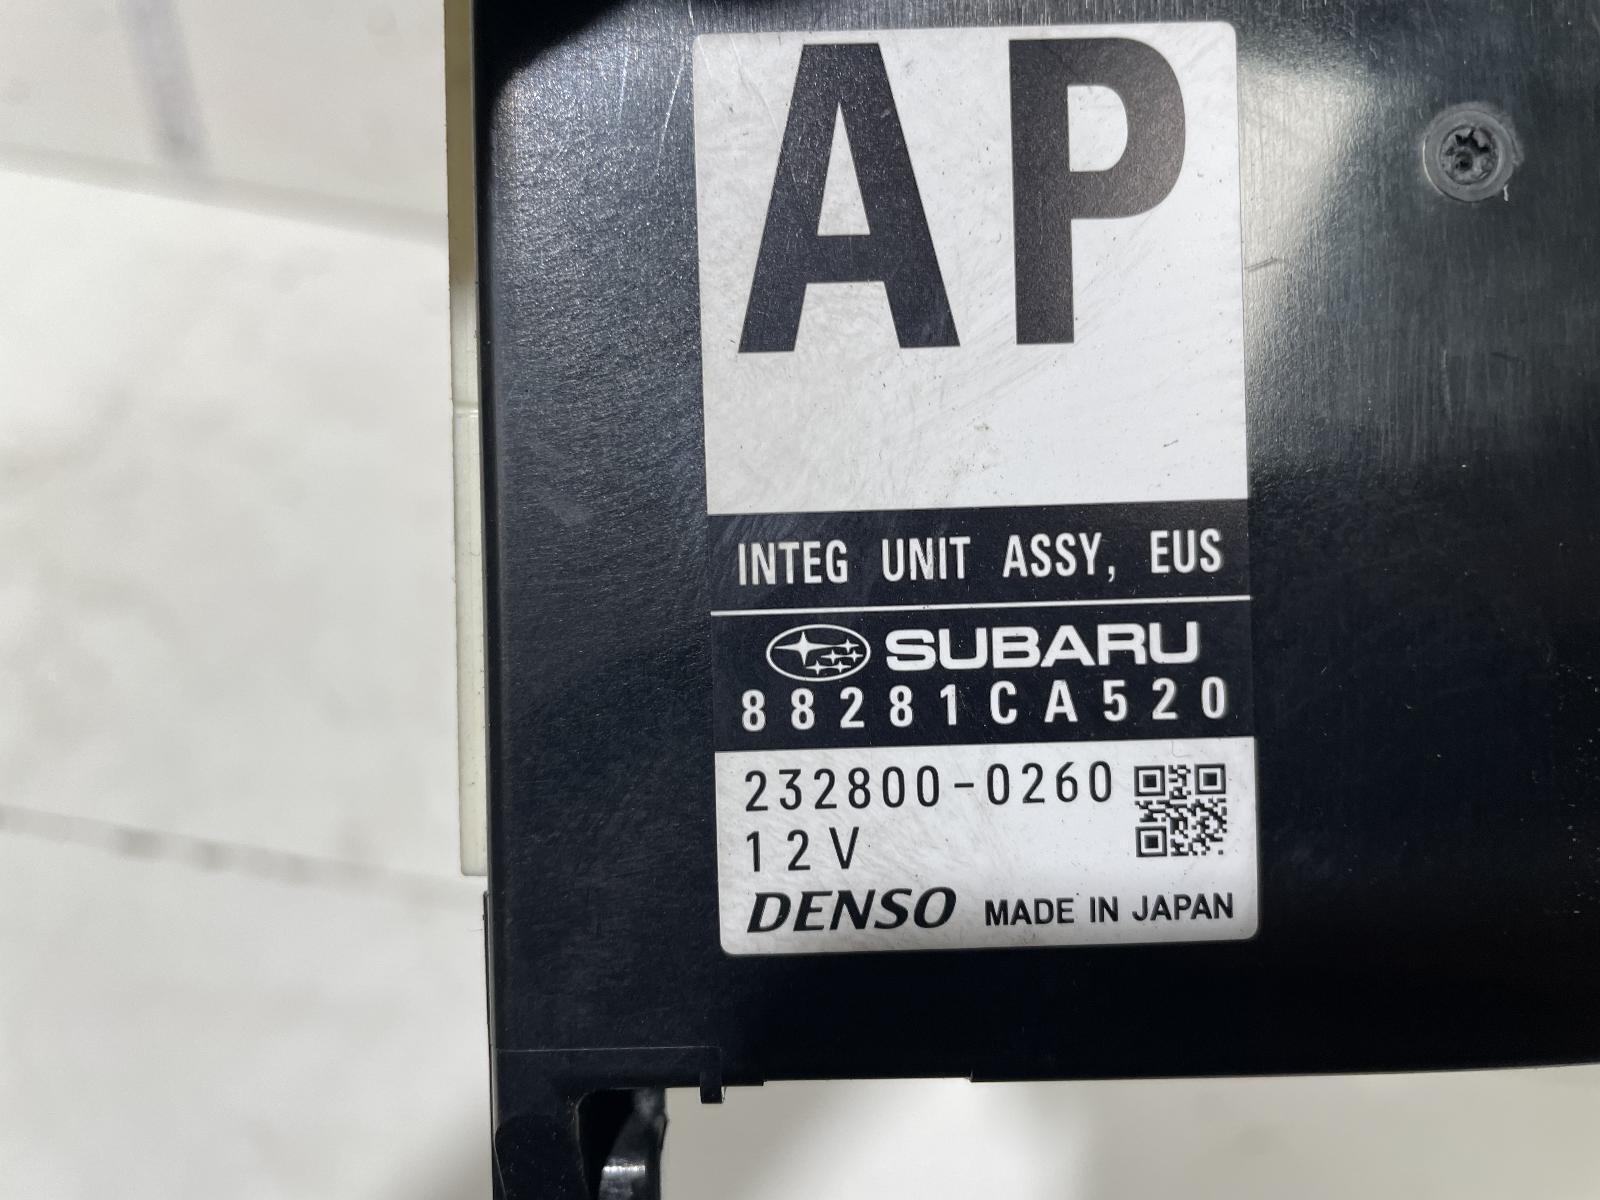 AP
INTEG UNIT ASSY, EUS
SUBARU
88281CA520
232800-0260
12V
DENSO MADE IN JAPAN